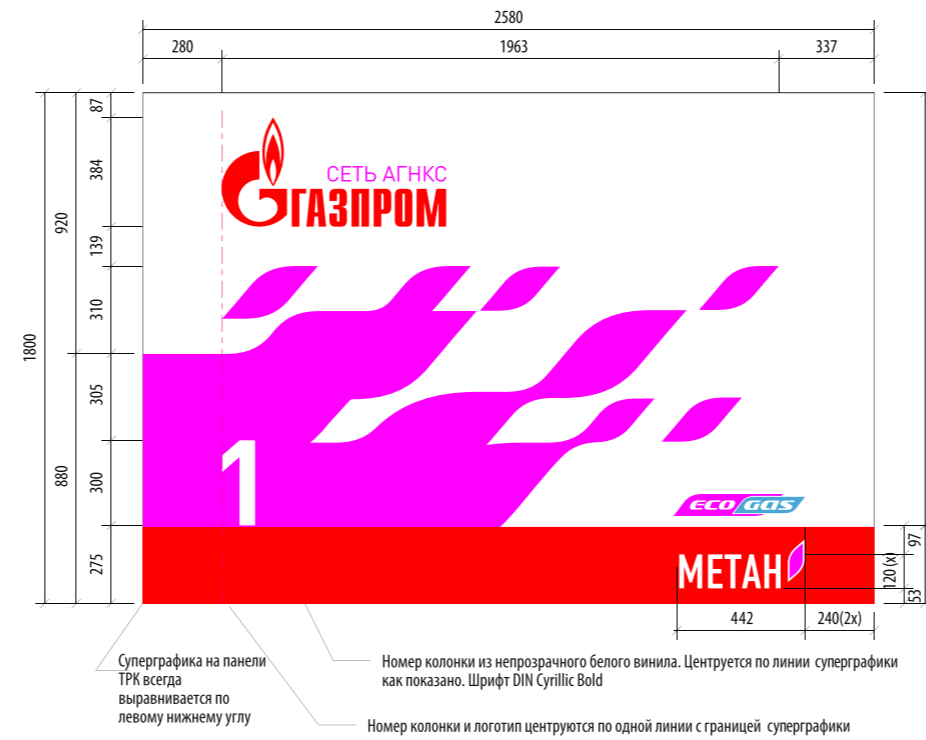 2580
280 1963 337
87
384
920
139
310
1800
305
880
300
275
СЕТЬ АГНКС
ГАЗПРОМ
1
eco gas
МЕТАН
97
120 (x)
53
442 240(2x)
Суперграфика на панели
ТРК всегда
выравнивается по
левому нижнему углу
Номер колонки из непрозрачного белого винила. Центруется по линии суперграфики
как показано. Шрифт DIN Cyrillic Bold
Номер колонки и логотип центруются по одной линии с границей суперграфики